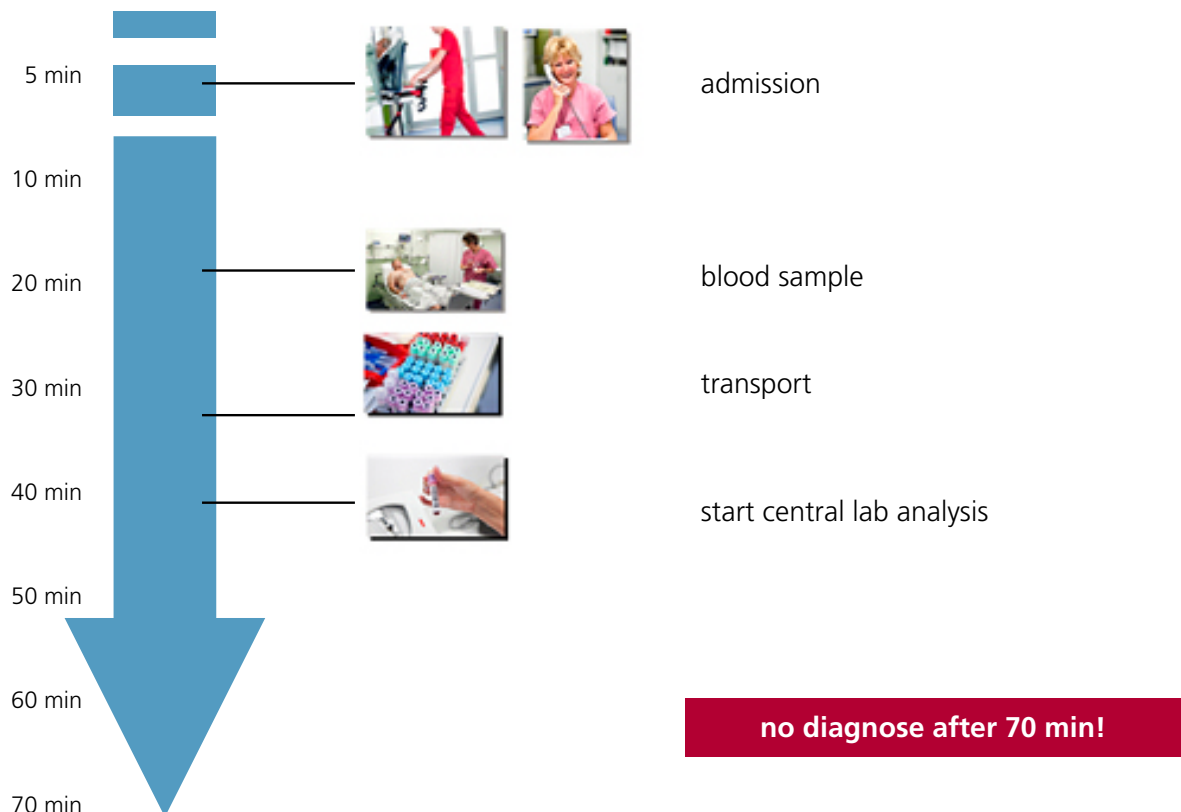 5 min
admission
10 min
20 min
blood sample
30 min
transport
40 min
start central lab analysis
50 min
60 min
no diagnose after 70 min!
70 min